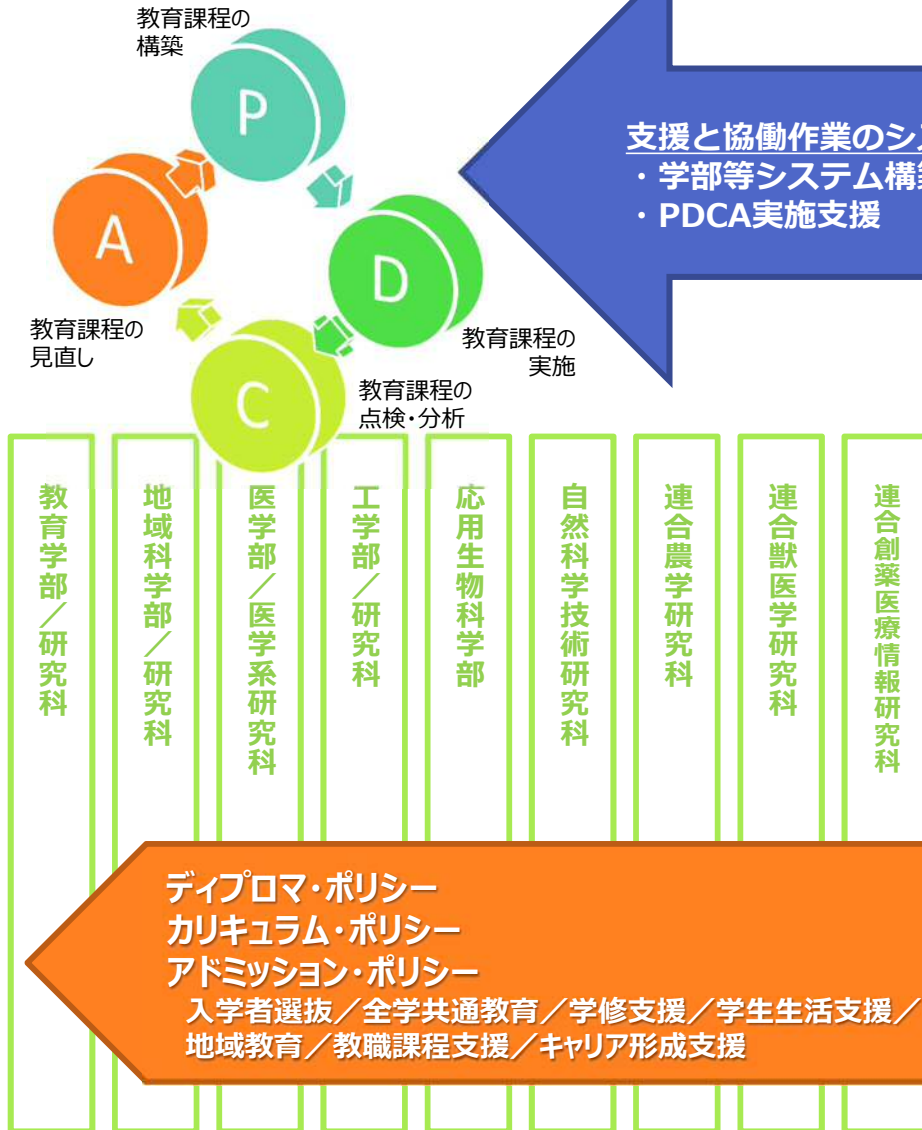 教育課程の
構築
P
A
D
C
教育課程の
見直し
教育課程の
実施
教育課程の
点検・分析
支援と協働作業のシス
・学部等システム構築
・PDCA実施支援
教育学部／研究科
地域科学部／研究科
医学部／医学系研究科
工学部／研究科
応用生物科学部
自然科学技術研究科
連合農学研究科
連合獣医学研究科
連合創薬医療情報研究科
ディプロマ・ポリシー
カリキュラム・ポリシー
アドミッション・ポリシー
入学者選抜／全学共通教育／学修支援／学生生活支援／
地域教育／教職課程支援／キャリア形成支援